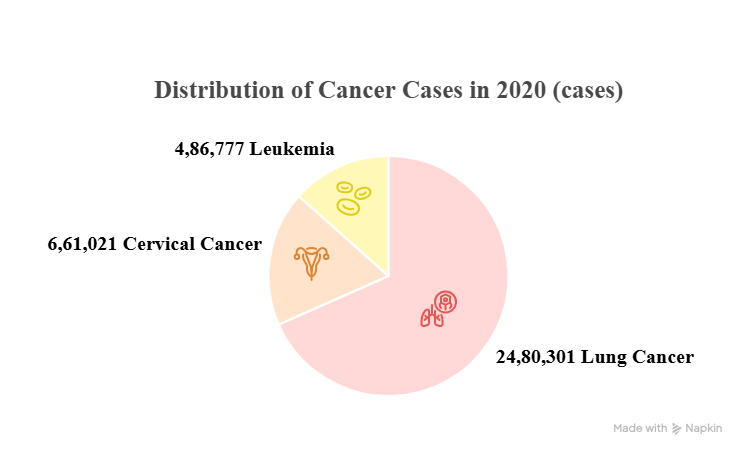 Distribution of Cancer Cases in 2020 (cases)
4,86,777 Leukemia
6,61,021 Cervical Cancer
24,80,301 Lung Cancer
Made with Napkin